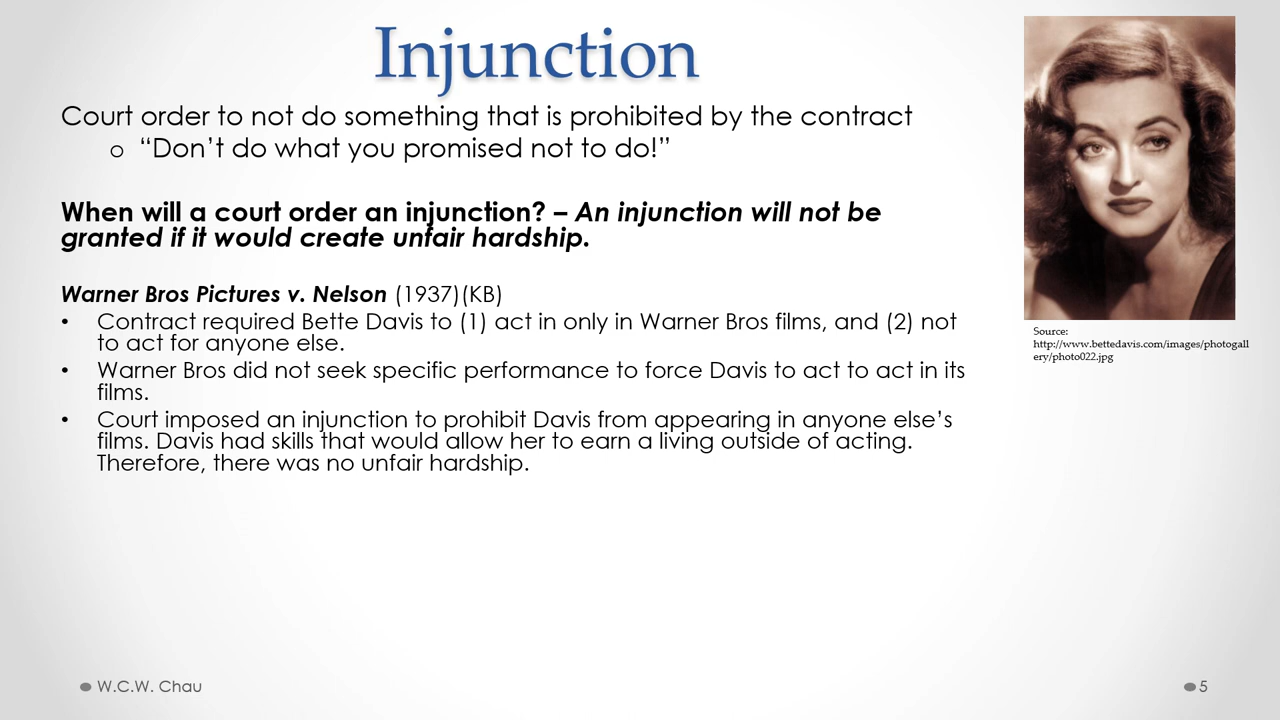 Injunction
Court order to not do something that is prohibited by the contract
o “Don’t do what you promised not to do!”
When will a court order an injunction? – An injunction will not be
granted if it would create unfair hardship.
Warner Bros Pictures v. Nelson (1937)(KB)
• Contract required Bette Davis to (1) act in only in Warner Bros films, and (2) not
to act for anyone else.
• Warner Bros did not seek specific performance to force Davis to act to act in its
films.
• Court imposed an injunction to prohibit Davis from appearing in anyone else’s
films. Davis had skills that would allow her to earn a living outside of acting.
Therefore, there was no unfair hardship.
Source:
http://www.bettedavis.com/images/photogall
ery/photo022.jpg
W.C.W. Chau
5